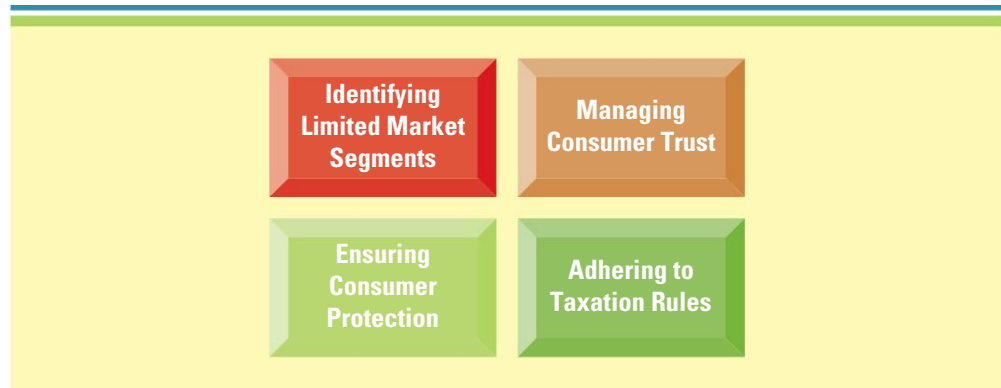 Identifying
Limited Market
Segments
Managing
Consumer Trust
Ensuring
Consumer
Protection
Adhering to
Taxation Rules